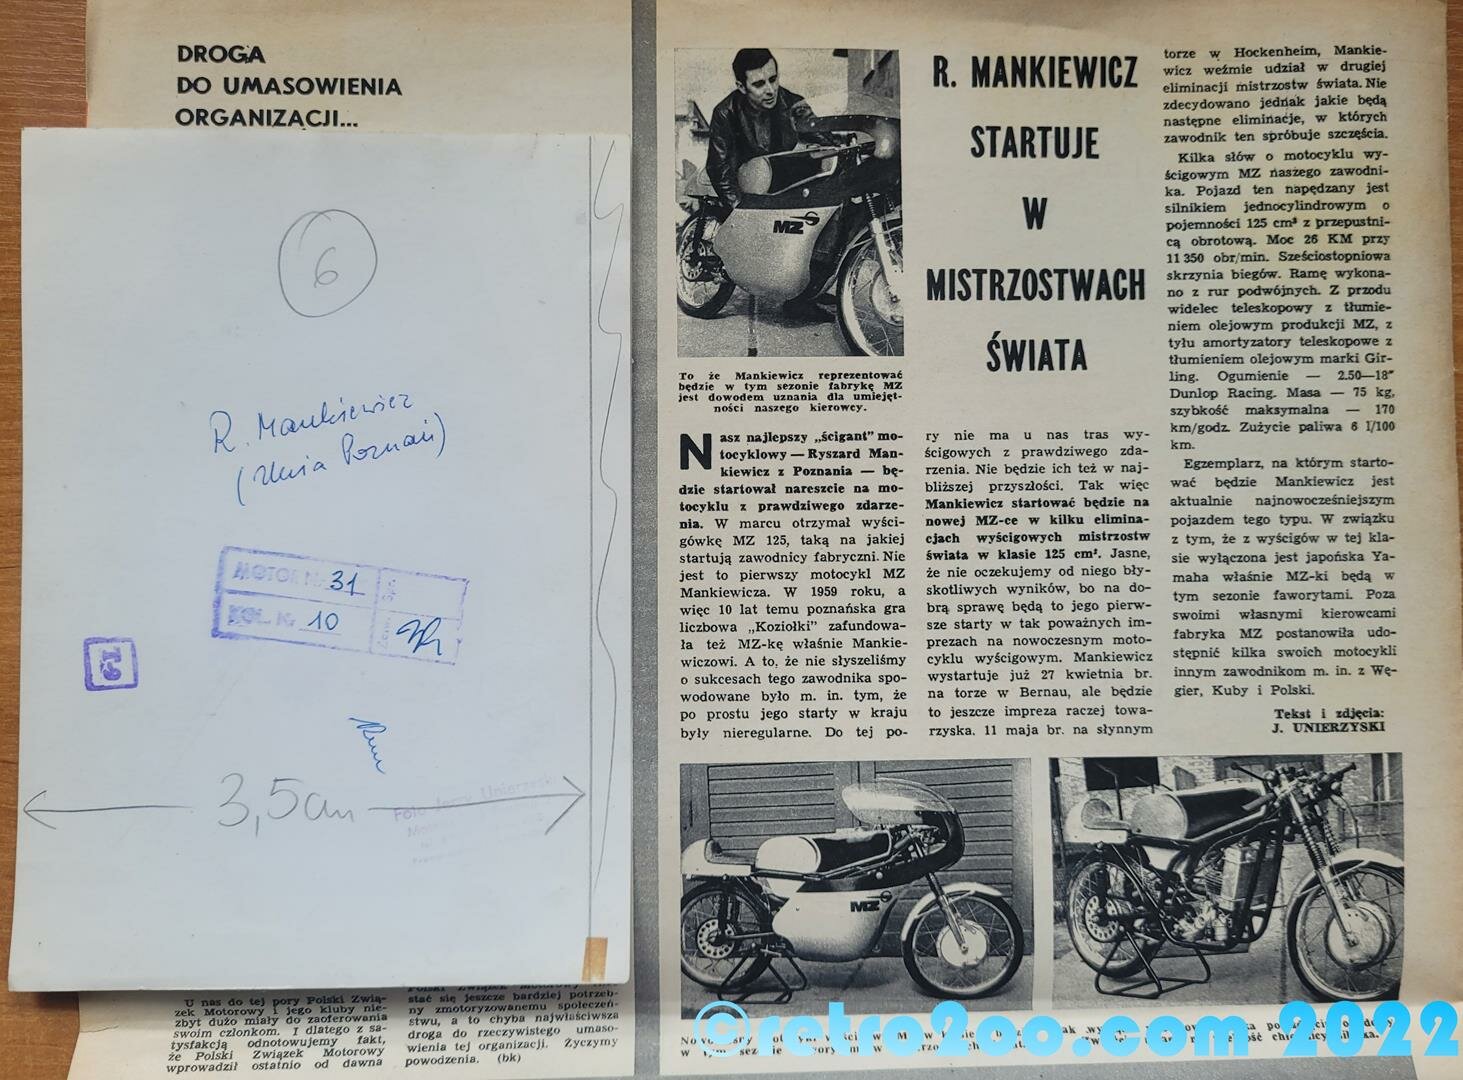 DROGA
DO UMASOWIENIA
ORGANIZACJI...
6
R. Mankiewicz
(Unia Poznań)
MOTOR Nr 31
KOL. Nr 10
3,5 cm
Foto Jerzy Unierzyski
U nas do tej pory Polski Zwią-
zek Motorowy i jego kluby nie-
zbyt dużo miały do zaoferowania
swoim członkom. I dlatego z sa-
tysfakcją odnotowujemy fakt,
że Polski Związek Motorowy
wprowadził ostatnio od dawna
Polski Związek Motorowy
stać się jeszcze bardziej potrzeb-
ny zmotoryzowanemu społeczeń-
stwu, a to chyba najwłaściwsza
droga do rzeczywistego umaso-
wienia tej organizacji. Życzymy
powodzenia. (bk)
MZ
R. MANKIEWICZ
STARTUJE
W
MISTRZOSTWACH
ŚWIATA
To że Mankiewicz reprezentować
będzie w tym sezonie fabrykę MZ
jest dowodem uznania dla umiejęt-
ności naszego kierowcy.
Nasz najlepszy „ścigant” mo-
tocyklowy — Ryszard Man-
kiewicz z Poznania — bę-
dzie startował nareszcie na mo-
tocyklu z prawdziwego zdarze-
nia. W marcu otrzymał wyści-
gówkę MZ 125, taką na jakiej
startują zawodnicy fabryczni. Nie
jest to pierwszy motocykl MZ
Mankiewicza. W 1959 roku, a
więc 10 lat temu poznańska gra
liczbowa „Koziołki” zafundowa-
ła też MZ-kę właśnie Mankie-
wiczowi. A to, że nie słyszeliśmy
o sukcesach tego zawodnika spo-
wodowane było m. in. tym, że
po prostu jego starty w kraju
były nieregularne. Do tej po-
ry nie ma u nas tras wy-
ścigowych z prawdziwego zda-
rzenia. Nie będzie ich też w naj-
bliższej przyszłości. Tak więc
Mankiewicz startować będzie na
nowej MZ-ce w kilku elimina-
cjach wyścigowych mistrzostw
świata w klasie 125 cm³. Jasne,
że nie oczekujemy od niego bły-
skotliwych wyników, bo na do-
brą sprawę będą to jego pierw-
sze starty w tak poważnych im-
prezach na nowoczesnym moto-
cyklu wyścigowym. Mankiewicz
wystartuje już 27 kwietnia br.
na torze w Bernau, ale będzie
to jeszcze impreza raczej towa-
rzyska. 11 maja br. na słynnym
torze w Hockenheim, Mankie-
wicz weźmie udział w drugiej
eliminacji mistrzostw świata. Nie
zdecydowano jednak jakie będą
następne eliminacje, w których
zawodnik ten spróbuje szczęścia.
Kilka słów o motocyklu wy-
ścigowym MZ naszego zawodni-
ka. Pojazd ten napędzany jest
silnikiem jednocylindrowym o
pojemności 125 cm³ z przepustni-
cą obrotową. Moc 26 KM przy
11 350 obr/min. Sześciostopniowa
skrzynia biegów. Ramę wykona-
no z rur podwójnych. Z przodu
widelec teleskopowy z tłumie-
niem olejowym produkcji MZ, z
tyłu amortyzatory teleskopowe z
tłumieniem olejowym marki Gir-
ling. Ogumienie — 2.50—18"
Dunlop Racing. Masa — 75 kg,
szybkość maksymalna — 170
km/godz. Zużycie paliwa 6 l/100
km.
Egzemplarz, na którym starto-
wać będzie Mankiewicz jest
aktualnie najnowocześniejszym
pojazdem tego typu. W związku
z tym, że z wyścigów w tej kla-
sie wyłączona jest japońska Ya-
maha właśnie MZ-ki będą w
tym sezonie faworytami. Poza
swoimi własnymi kierowcami
fabryka MZ postanowiła udo-
stępnić kilka swoich motocykli
innym zawodnikom m. in. z Wę-
gier, Kuby i Polski.
Tekst i zdjęcia:
J. UNIERZYSKI
MZ
w tym sezonie
©retro2oo.com 2022